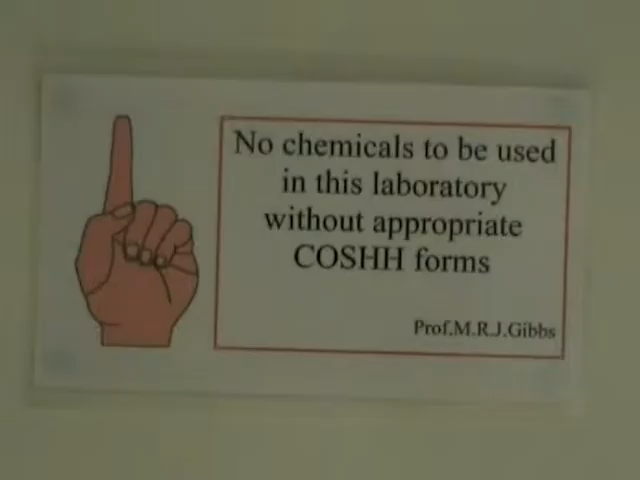 No chemicals to be used
in this laboratory
without appropriate
COSHH forms
Prof.M.R.J.Gibbs